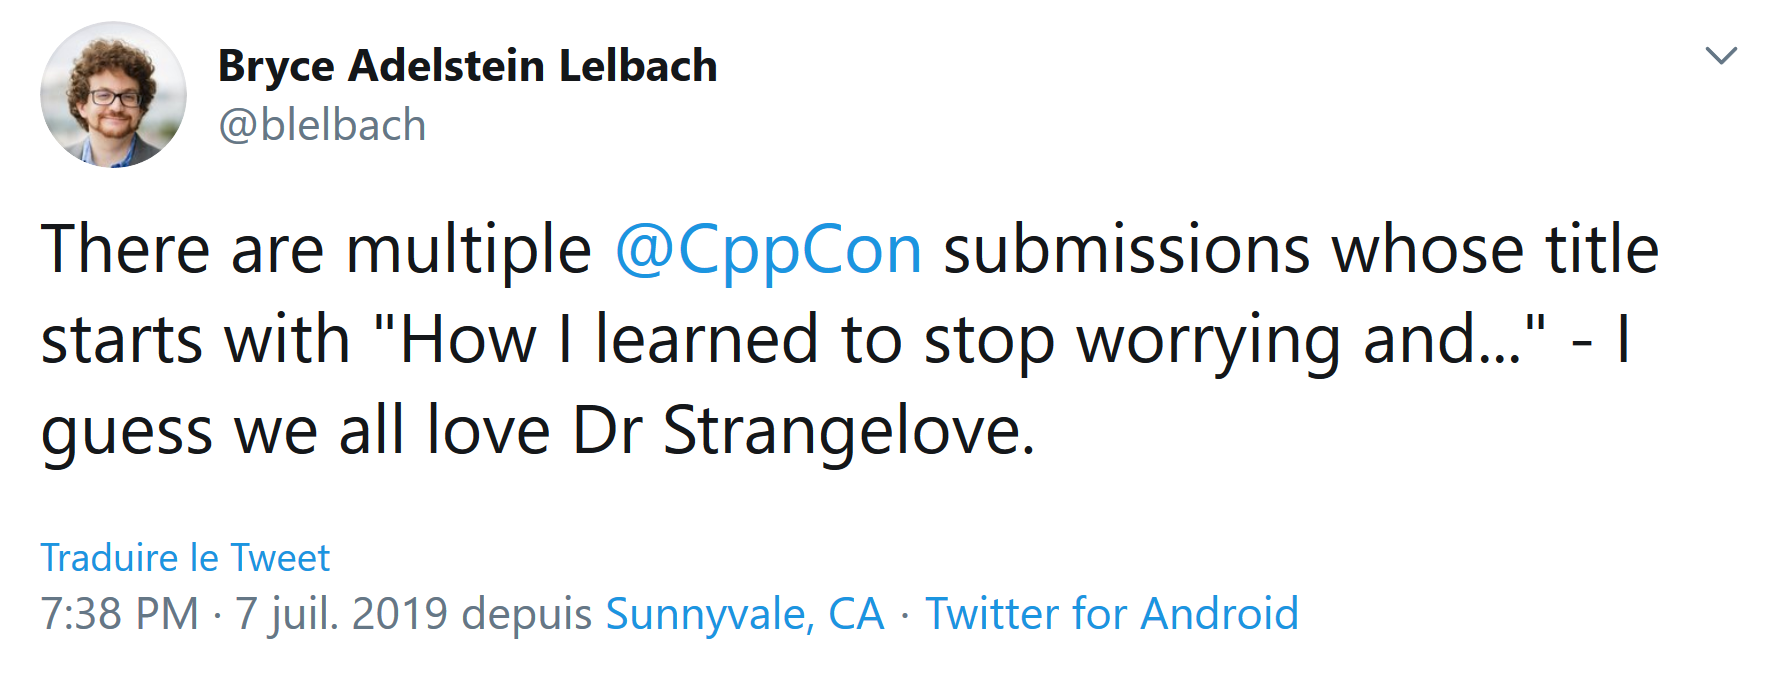 Bryce Adelstein Lelbach
@blelbach
There are multiple @CppCon submissions whose title
starts with "How I learned to stop worrying and..." - I
guess we all love Dr Strangelove.
Traduire le Tweet
7:38 PM · 7 juil. 2019 depuis Sunnyvale, CA · Twitter for Android